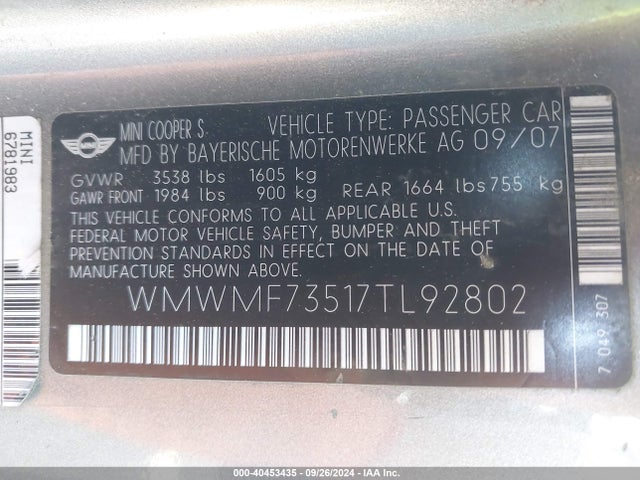 MINI
6781983
MINI
MINI COOPER S
VEHICLE TYPE: PASSENGER CAR
MFD BY BAYERISCHE MOTORENWERKE AG 09/07
GVWR 3538 lbs 1605 kg
GAWR FRONT 1984 lbs 900 kg REAR 1664 lbs 755 kg
THIS VEHICLE CONFORMS TO ALL APPLICABLE U.S.
FEDERAL MOTOR VEHICLE SAFETY, BUMPER AND THEFT
PREVENTION STANDARDS IN EFFECT ON THE DATE OF
MANUFACTURE SHOWN ABOVE.
WMWMF73517TL92802
7 049 307
000-40453435 - 09/26/2024 - IAA Inc.